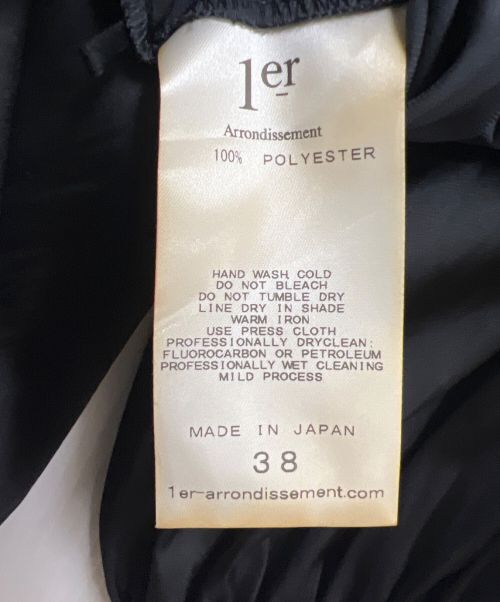 1er
Arrondissement
100% POLYESTER
HAND WASH COLD
DO NOT BLEACH
DO NOT TUMBLE DRY
LINE DRY IN SHADE
WARM IRON
USE PRESS CLOTH
PROFESSIONALLY DRYCLEAN:
FLUOROCARBON OR PETROLEUM
PROFESSIONALLY WET CLEANING
MILD PROCESS
MADE IN JAPAN
38
1er-arrondissement.com